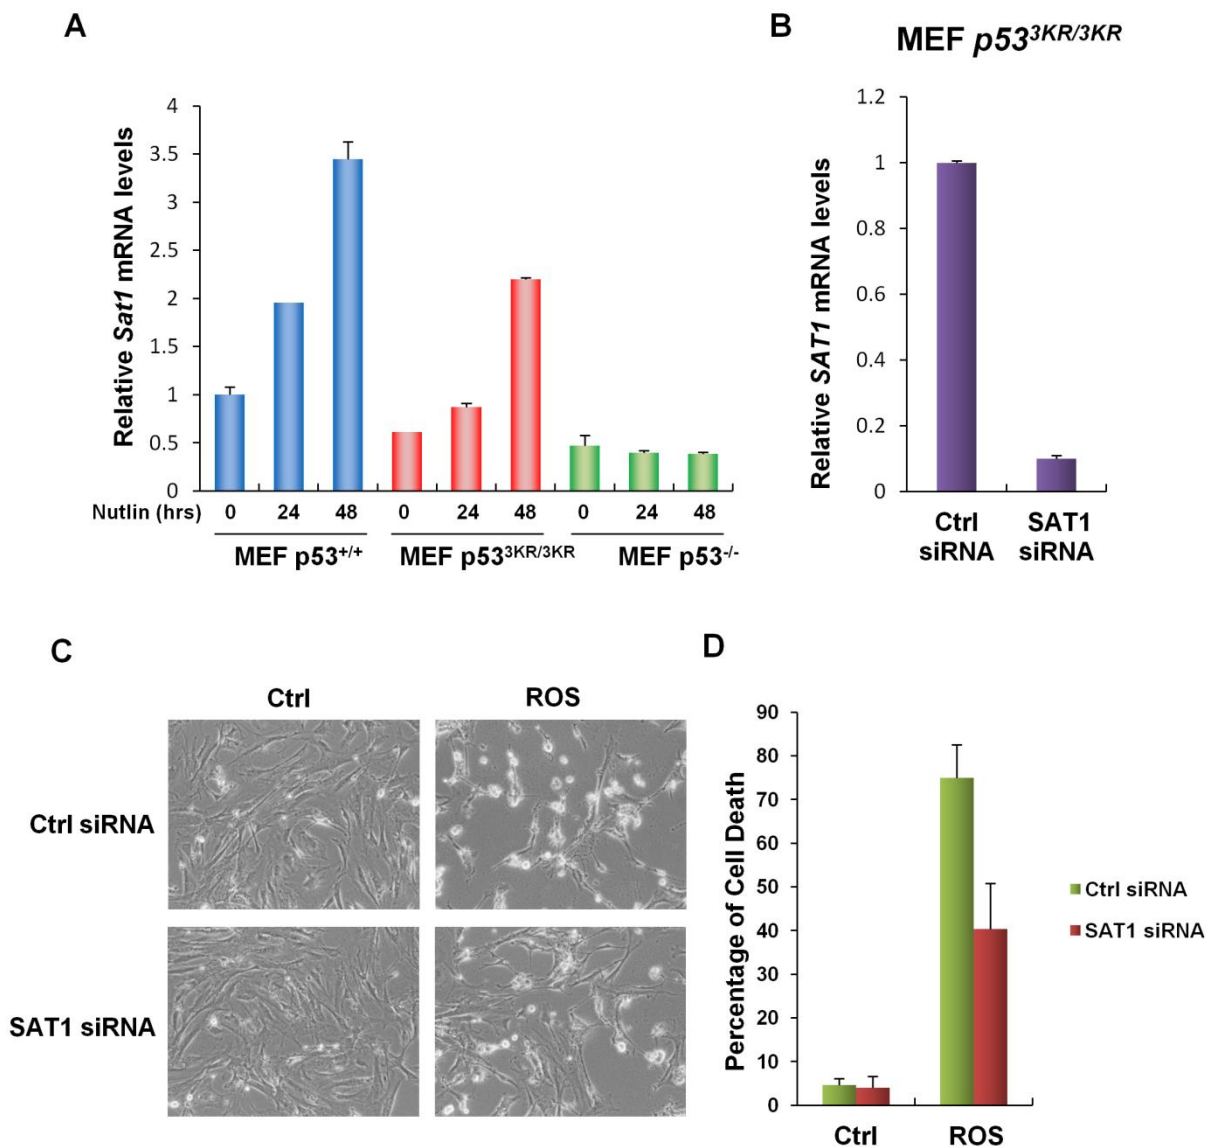 A
Relative Sat1 mRNA levels
4
3.5
3
2.5
2
1.5
1
0.5
0
Nutlin (hrs) 0 24 48 0 24 48 0 24 48
MEF p53+/+ MEF p533KR/3KR MEF p53-/-
B
MEF p533KR/3KR
Relative SAT1 mRNA levels
1.2
1
0.8
0.6
0.4
0.2
0
Ctrl siRNA
SAT1 siRNA
C
Ctrl ROS
Ctrl siRNA
SAT1 siRNA
D
Percentage of Cell Death
90
80
70
60
50
40
30
20
10
0
Ctrl ROS
Ctrl siRNA
SAT1 siRNA